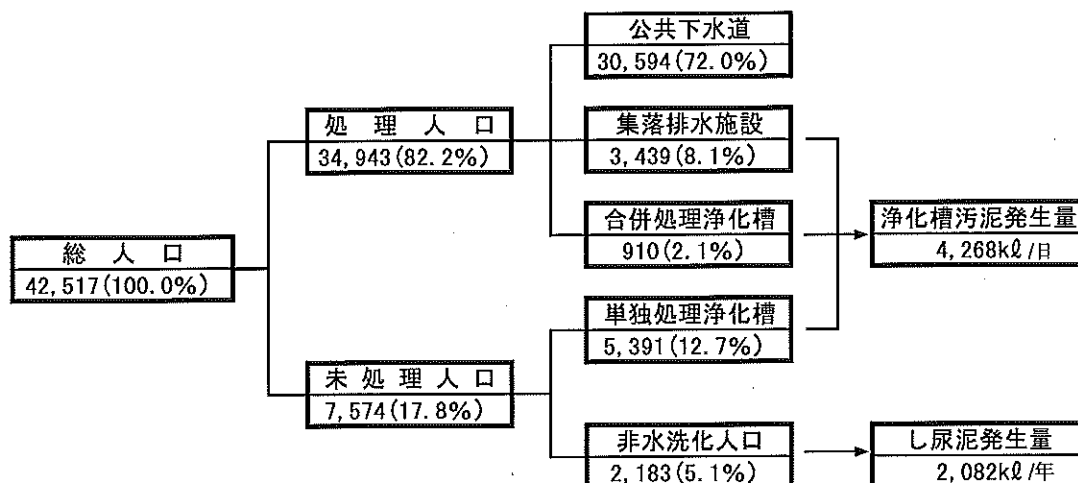 公共下水道
30,594(72.0%)
処理人口
34,943(82.2%)
集落排水施設
3,439(8.1%)
合併処理浄化槽
910(2.1%)
浄化槽汚泥発生量
4,268kℓ/日
総人口
42,517(100.0%)
単独処理浄化槽
5,391(12.7%)
未処理人口
7,574(17.8%)
非水洗化人口
2,183(5.1%)
し尿泥発生量
2,082kℓ/年